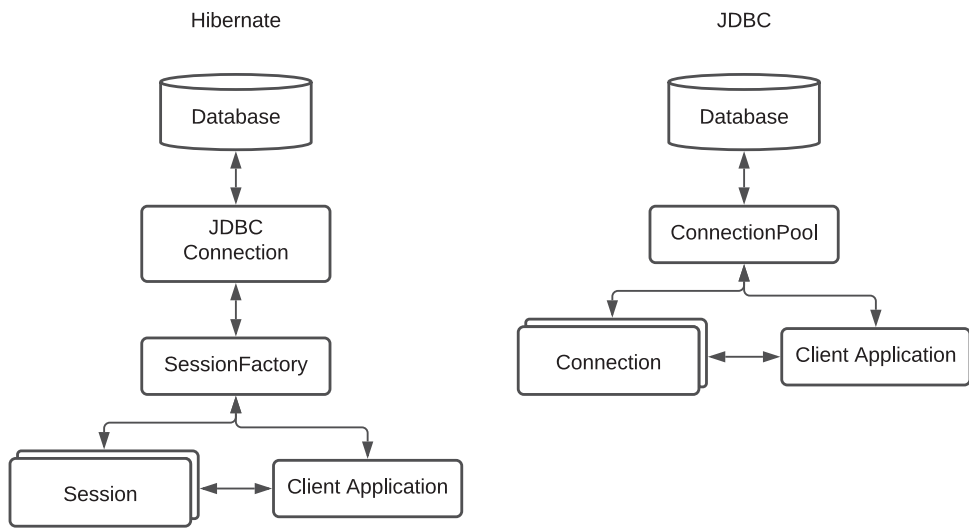 Hibernate
Database
JDBC
Connection
SessionFactory
Session
Client Application
JDBC
Database
ConnectionPool
Connection
Client Application